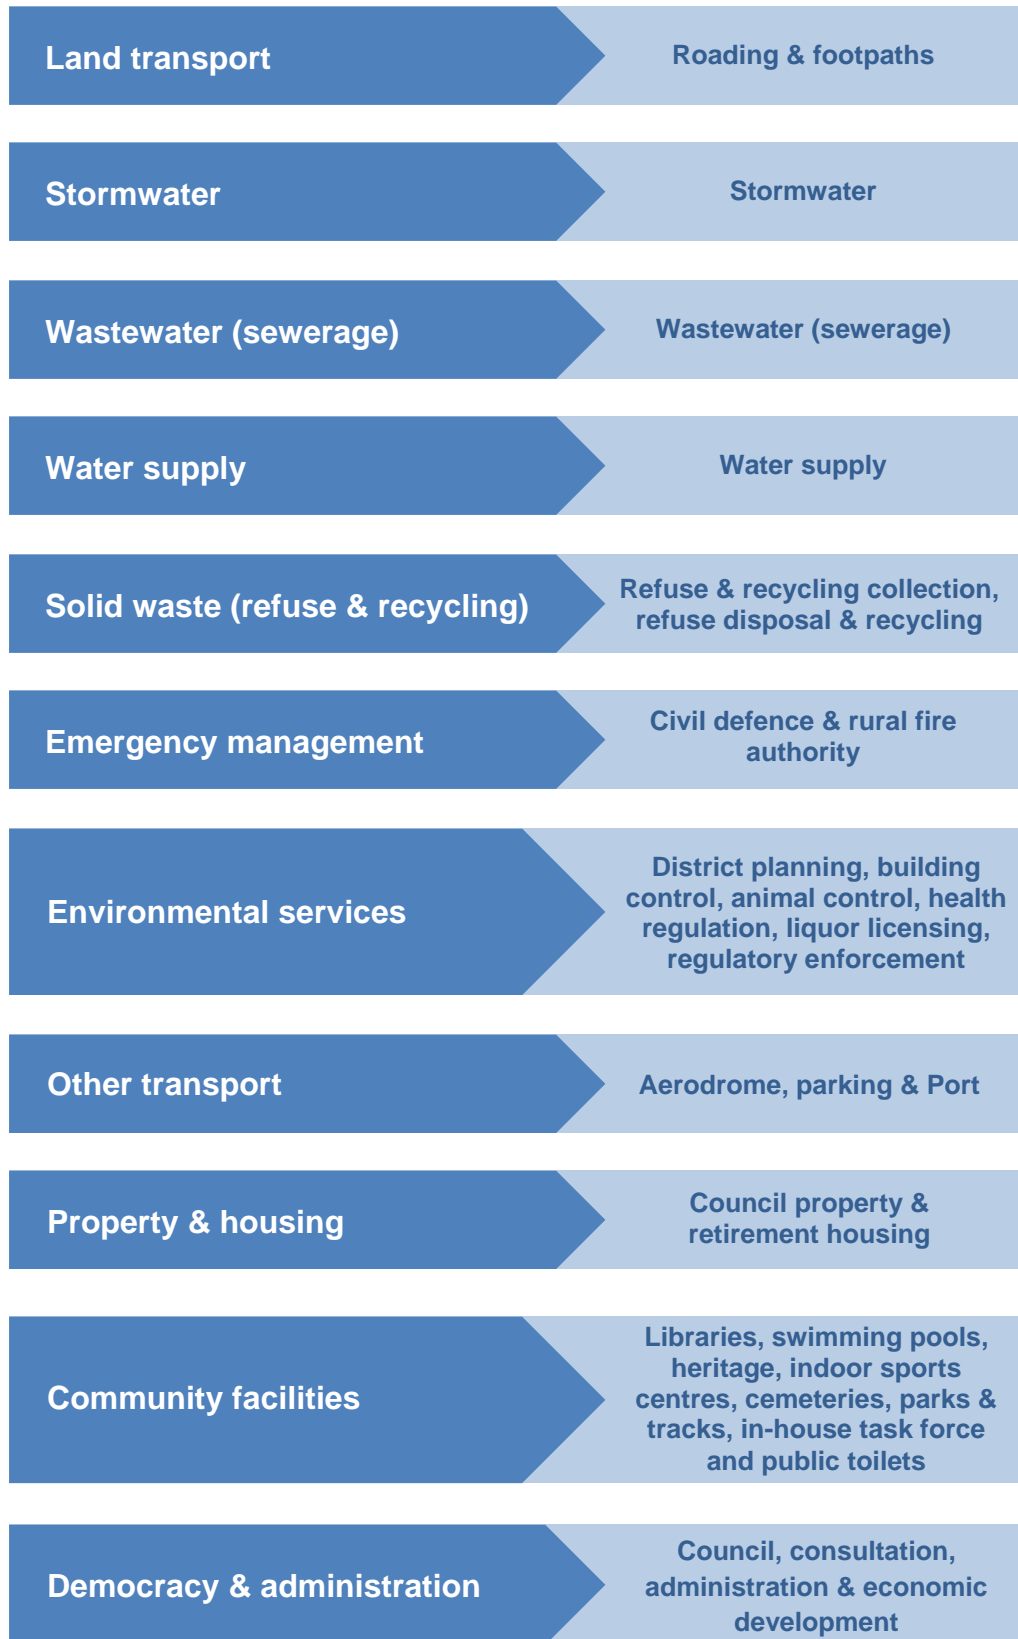 Land transport
Roading & footpaths
Stormwater
Stormwater
Wastewater (sewerage)
Wastewater (sewerage)
Water supply
Water supply
Solid waste (refuse & recycling)
Refuse & recycling collection,
refuse disposal & recycling
Emergency management
Civil defence & rural fire
authority
Environmental services
District planning, building
control, animal control, health
regulation, liquor licensing,
regulatory enforcement
Other transport
Aerodrome, parking & Port
Property & housing
Council property &
retirement housing
Community facilities
Libraries, swimming pools,
heritage, indoor sports
centres, cemeteries, parks &
tracks, in-house task force
and public toilets
Democracy & administration
Council, consultation,
administration & economic
development